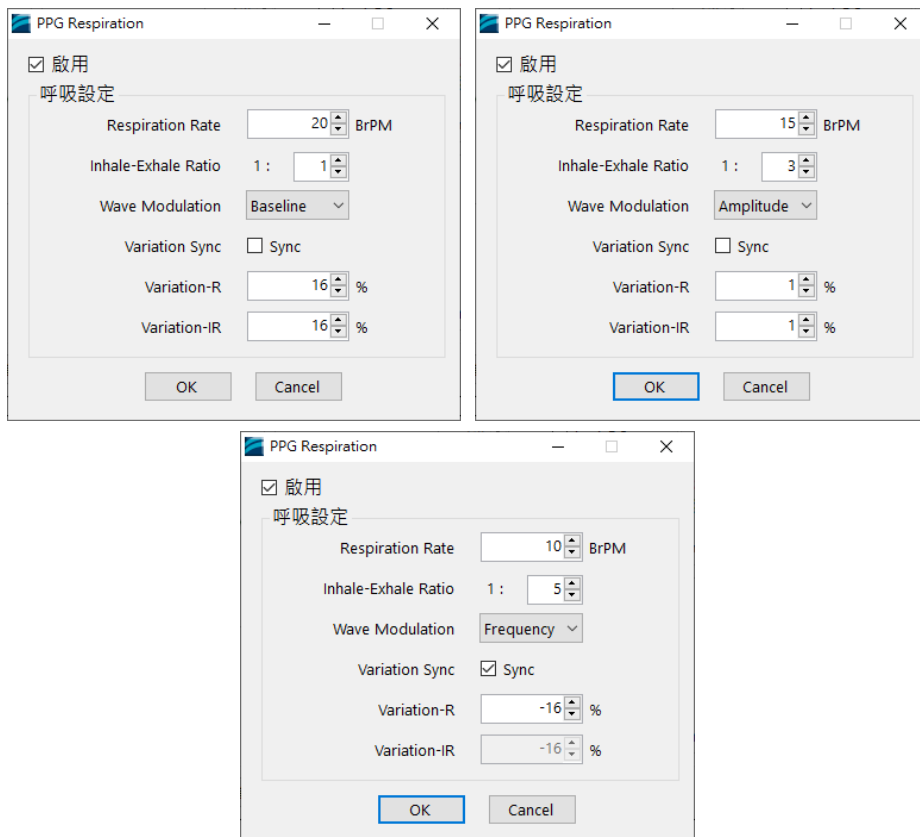 PPG Respiration
啟用
呼吸設定
Respiration Rate 20 BrPM
Inhale-Exhale Ratio 1 : 1
Wave Modulation Baseline
Variation Sync Sync
Variation-R 16 %
Variation-IR 16 %
OK Cancel
PPG Respiration
啟用
呼吸設定
Respiration Rate 15 BrPM
Inhale-Exhale Ratio 1 : 3
Wave Modulation Amplitude
Variation Sync Sync
Variation-R 1 %
Variation-IR 1 %
OK Cancel
PPG Respiration
啟用
呼吸設定
Respiration Rate 10 BrPM
Inhale-Exhale Ratio 1 : 5
Wave Modulation Frequency
Variation Sync Sync
Variation-R -16 %
Variation-IR -16 %
OK Cancel